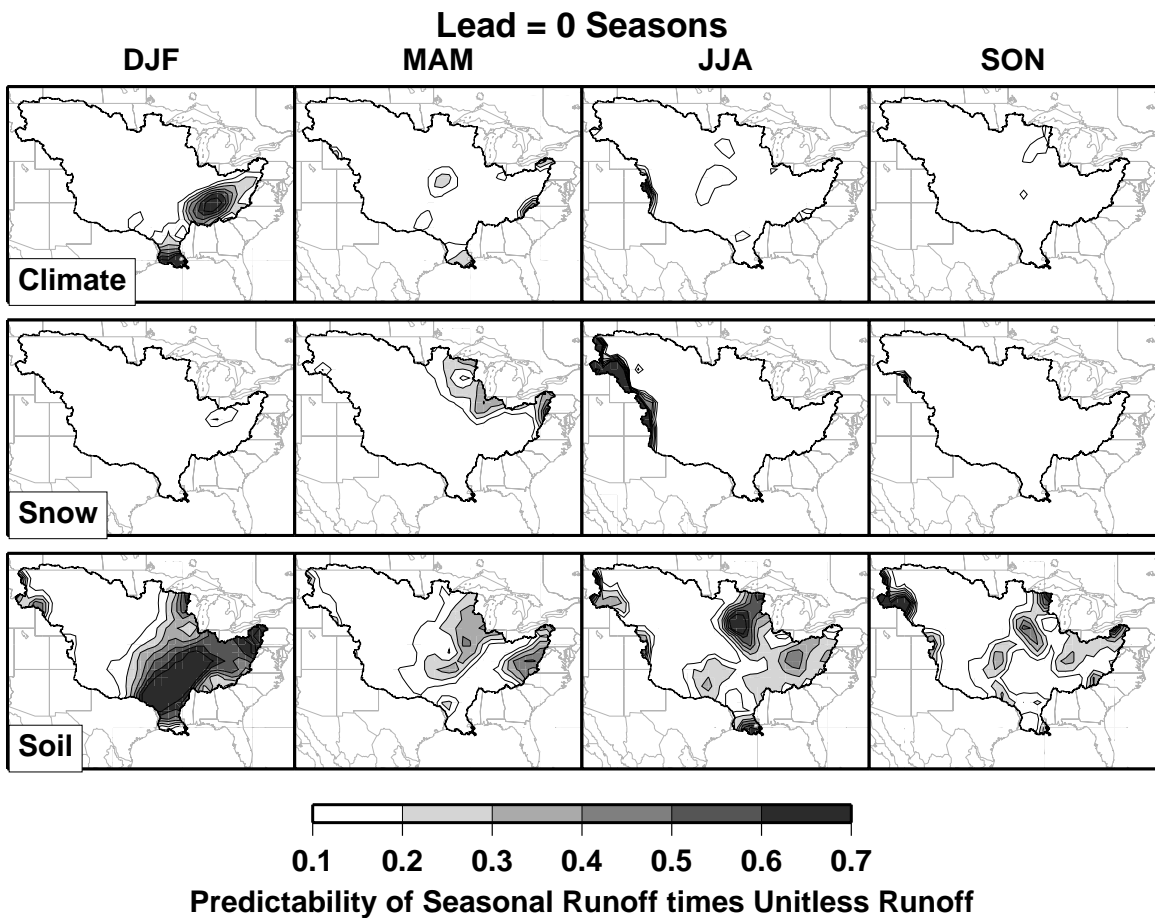 Lead = 0 Seasons
DJF MAM JJA SON
Climate
Snow
Soil
0.1 0.2 0.3 0.4 0.5 0.6 0.7
Predictability of Seasonal Runoff times Unitless Runoff